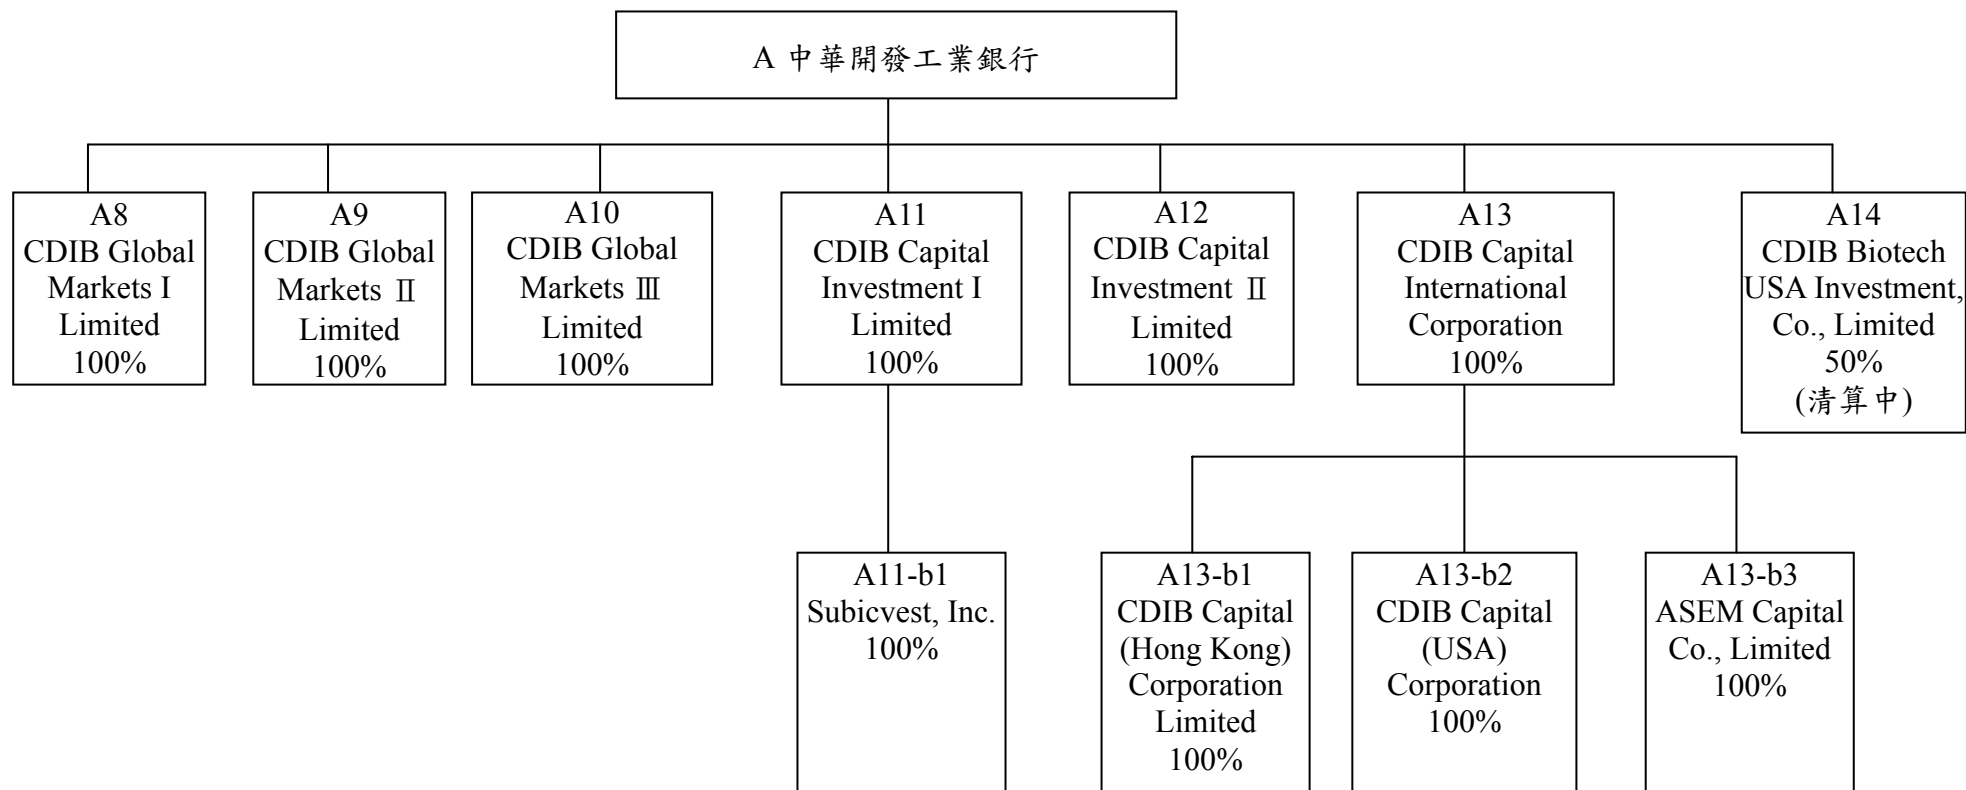 A 中華開發工業銀行
A8
CDIB Global
Markets I
Limited
100%
A9
CDIB Global
Markets Ⅱ
Limited
100%
A10
CDIB Global
Markets Ⅲ
Limited
100%
A11
CDIB Capital
Investment I
Limited
100%
A12
CDIB Capital
Investment Ⅱ
Limited
100%
A13
CDIB Capital
International
Corporation
100%
A14
CDIB Biotech
USA Investment,
Co., Limited
50%
(清算中)
A11-b1
Subicvest, Inc.
100%
A13-b1
CDIB Capital
(Hong Kong)
Corporation
Limited
100%
A13-b2
CDIB Capital
(USA)
Corporation
100%
A13-b3
ASEM Capital
Co., Limited
100%